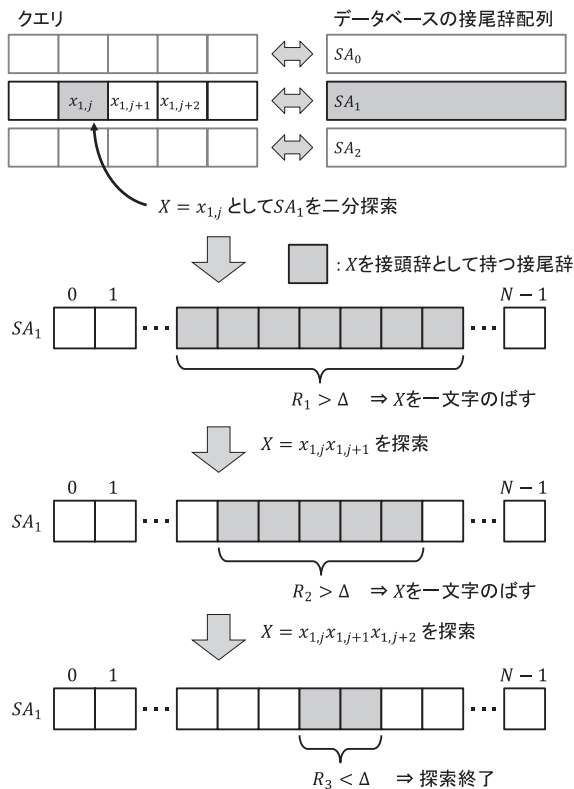 クエリ データベースの接尾辞配列
SA₀
x₁,ⱼ x₁,ⱼ₊₁ x₁,ⱼ₊₂ SA₁
SA₂
X = x₁,ⱼ としてSA₁を二分探索
: Xを接頭辞として持つ接尾辞
0 1 N − 1
SA₁ ··· ···
R₁ > Δ ⇒ Xを一文字のばす
X = x₁,ⱼx₁,ⱼ₊₁ を探索
0 1 N − 1
SA₁ ··· ···
R₂ > Δ ⇒ Xを一文字のばす
X = x₁,ⱼx₁,ⱼ₊₁x₁,ⱼ₊₂ を探索
0 1 N − 1
SA₁ ··· ···
R₃ < Δ ⇒ 探索終了